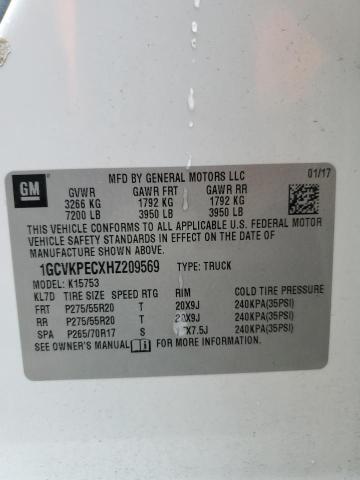 GM
MFD BY GENERAL MOTORS LLC 01/17
GVWR GAWR FRT GAWR RR
3266 KG 1792 KG 1792 KG
7200 LB 3950 LB 3950 LB
THIS VEHICLE CONFORMS TO ALL APPLICABLE U.S. FEDERAL MOTOR
VEHICLE SAFETY STANDARDS IN EFFECT ON THE DATE OF
MANUFACTURE SHOWN ABOVE.
1GCVKPECXHZ209569 TYPE: TRUCK
MODEL: K15753
KL7D TIRE SIZE SPEED RTG RIM COLD TIRE PRESSURE
FRT P275/55R20 T 20X9J 240KPA(35PSI)
RR P275/55R20 T 20X9J 240KPA(35PSI)
SPA P265/70R17 S 240KPA(35PSI)
SEE OWNER'S MANUAL FOR MORE INFORMATION